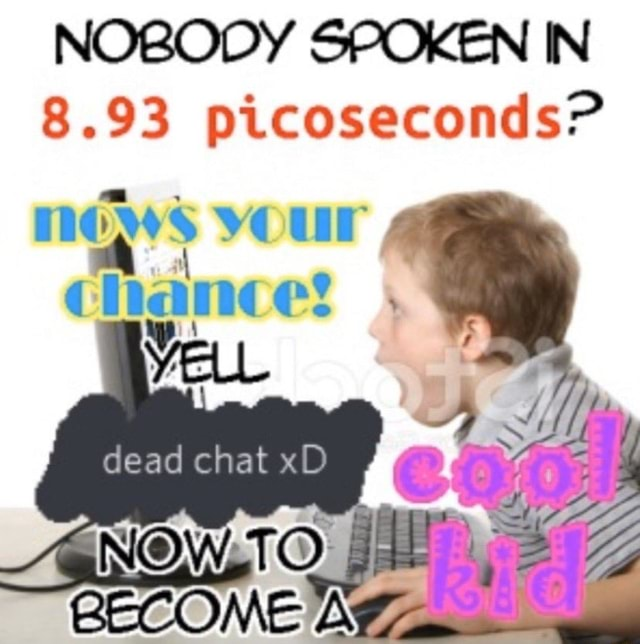 NOBODY SPOKEN IN
8.93 picoseconds?
nows your
chance!
YELL
dead chat xD
NOW TO
BECOME A
cool
kid